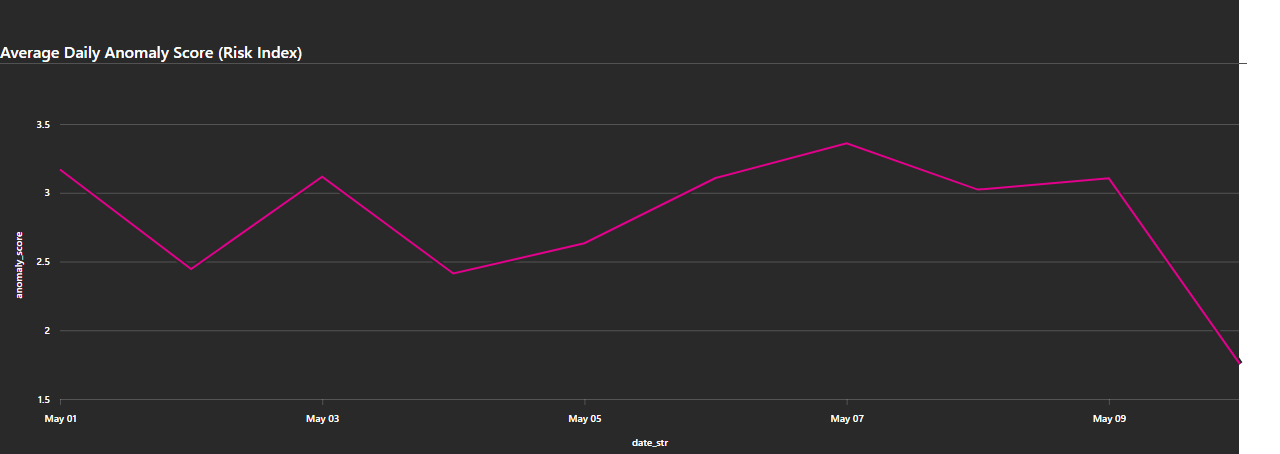 Average Daily Anomaly Score (Risk Index)
3.5
3
2.5
2
1.5
anomaly_score
May 01 May 03 May 05 May 07 May 09
date_str